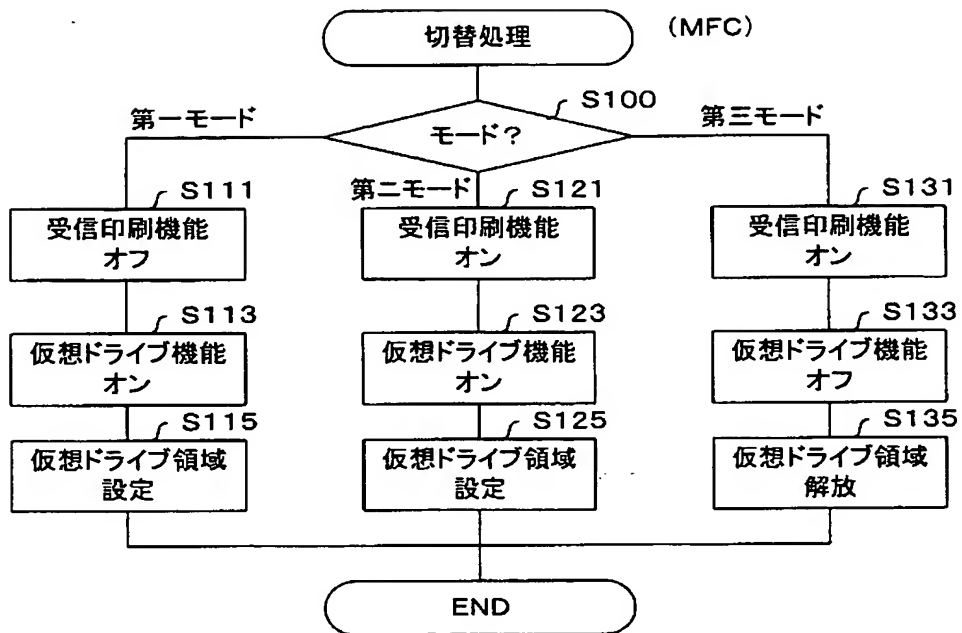 切替処理
(MFC)
S100
モード?
第一モード
第二モード
第三モード
S111
受信印刷機能
オフ
S113
仮想ドライブ機能
オン
S115
仮想ドライブ領域
設定
S121
受信印刷機能
オン
S123
仮想ドライブ機能
オン
S125
仮想ドライブ領域
設定
S131
受信印刷機能
オン
S133
仮想ドライブ機能
オフ
S135
仮想ドライブ領域
解放
END